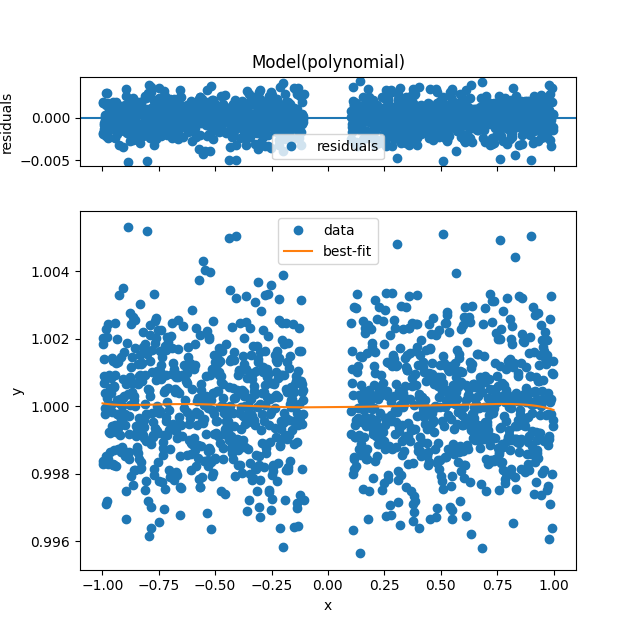 Model(polynomial)
residuals
0.000
−0.005
residuals
data
best-fit
y
1.004
1.002
1.000
0.998
0.996
−1.00 −0.75 −0.50 −0.25 0.00 0.25 0.50 0.75 1.00
x